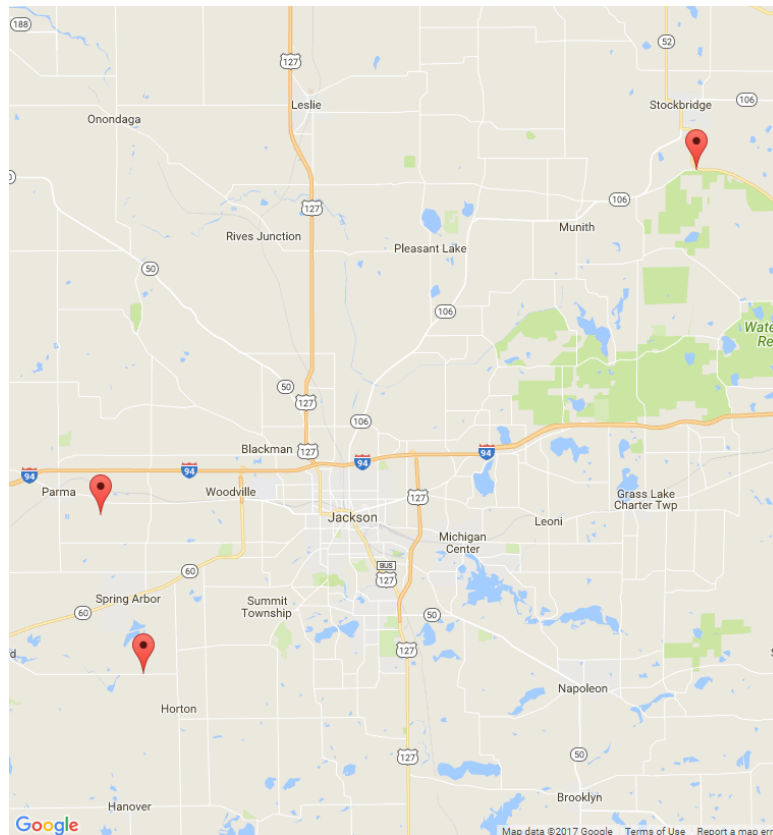 188
52
127
Leslie
Stockbridge
106
Onondaga
106
127
Munith
Rives Junction
Pleasant Lake
50
106
Wate
Re
50
127
106
Blackman
127
94
94
94
94
Parma
Woodville
127
Grass Lake
Charter Twp
Jackson
Leoni
Michigan
Center
60
BUS
127
Spring Arbor
Summit
Township
60
50
127
d
S
Napoleon
Horton
127
50
Brooklyn
Hanover
Google
Map data ©2017 Google
Terms of Use
Report a map err